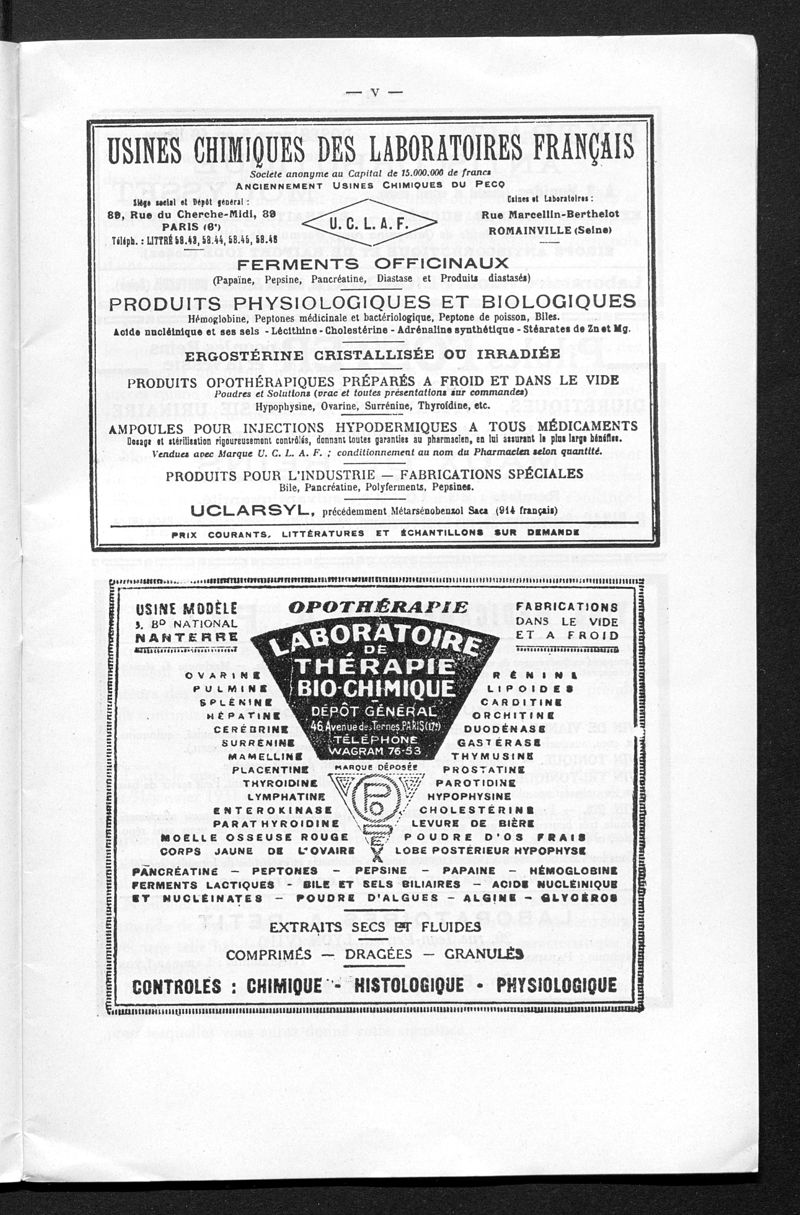 — V —
USINES CHIMIQUES DES LABORATOIRES FRANÇAIS
Société anonyme au Capital de 15.000.000 de francs
ANCIENNEMENT USINES CHIMIQUES DU PECQ
Siège social et Dépôt général :
89, Rue du Cherche-Midi, 89
PARIS (6e)
Téléph. : LITTRÉ 58.43, 58.44, 58.45, 58.46
U. C. L. A. F.
Usines et Laboratoires :
Rue Marcellin-Berthelot
ROMAINVILLE (Seine)
FERMENTS OFFICINAUX
(Papaïne, Pepsine, Pancréatine, Diastase et Produits diastasés)
PRODUITS PHYSIOLOGIQUES ET BIOLOGIQUES
Hémoglobine, Peptones médicinale et bactériologique, Peptone de poisson, Biles.
Acide nucléinique et ses sels - Lécithine - Cholestérine - Adrénaline synthétique - Stéarates de Zn et Mg.
ERGOSTÉRINE CRISTALLISÉE OU IRRADIÉE
PRODUITS OPOTHÉRAPIQUES PRÉPARÉS A FROID ET DANS LE VIDE
Poudres et Solutions (vrac et toutes présentations sur commandes)
Hypophysine, Ovarine, Surrénine, Thyroïdine, etc.
AMPOULES POUR INJECTIONS HYPODERMIQUES A TOUS MÉDICAMENTS
Dosage et stérilisation rigoureusement contrôlés, donnant toutes garanties au pharmacien, en lui assurant le plus large bénéfice.
Vendues avec Marque U. C. L. A. F. ; conditionnement au nom du Pharmacien selon quantité.
PRODUITS POUR L'INDUSTRIE — FABRICATIONS SPÉCIALES
Bile, Pancréatine, Polyferments, Pepsines.
UCLARSYL, précédemment Métarsénobenzol Saca (914 français)
PRIX COURANTS, LITTÉRATURES ET ÉCHANTILLONS SUR DEMANDE
USINE MODÈLE
3, BD NATIONAL
NANTERRE
OPOTHÉRAPIE
FABRICATIONS
DANS LE VIDE
ET A FROID
LABORATOIRE
DE
THÉRAPIE
BIO-CHIMIQUE
DÉPÔT GÉNÉRAL
46, Avenue des Ternes, PARIS (17e)
TÉLÉPHONE
WAGRAM 76-53
MARQUE DÉPOSÉE
OVARINE
PULMINE
SPLÉNINE
HÉPATINE
CÉRÉBRINE
SURRÉNINE
MAMELLINE
PLACENTINE
THYROIDINE
LYMPHATINE
ENTEROKINASE
PARATHYROIDINE
MOELLE OSSEUSE ROUGE
CORPS JAUNE DE L'OVAIRE
RÉNINE
LIPOIDES
CARDITINE
ORCHITINE
DUODÉNASE
GASTÉRASE
THYMUSINE
PROSTATINE
PAROTIDINE
HYPOPHYSINE
CHOLESTÉRINE
LEVURE DE BIÈRE
POUDRE D'OS FRAIS
LOBE POSTÉRIEUR HYPOPHYSE
PANCRÉATINE — PEPTONES — PEPSINE — PAPAINE — HÉMOGLOBINE
FERMENTS LACTIQUES - BILE ET SELS BILIAIRES — ACIDE NUCLÉINIQUE
ET NUCLÉINATES — POUDRE D'ALGUES — ALGINE — GLYCÉROS
EXTRAITS SECS ET FLUIDES
COMPRIMÉS — DRAGÉES — GRANULÉS
CONTROLES : CHIMIQUE - HISTOLOGIQUE - PHYSIOLOGIQUE